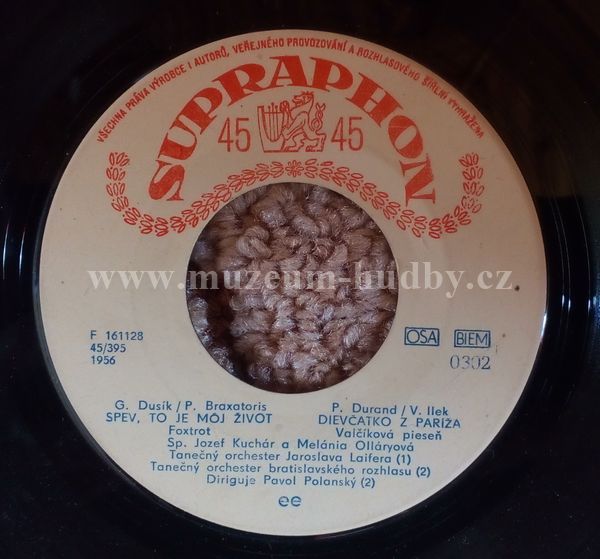 VŠECHNA PRÁVA VÝROBCE I AUTORŮ, VEŘEJNÉHO PROVOZOVÁNÍ A ROZHLASOVÉHO ŠÍŘENÍ VYHRAŽENA
SUPRAPHON
45 45
www.muzeum-hudby.cz
F 161128
45/395
1956
OSA BIEM
0302
G. Dusík/P. Braxatoris
SPEV, TO JE MÔJ ŽIVOT
Foxtrot
P. Durand/V. Ilek
DIEVČATKO Z PARÍŽA
Valčíková pieseň
Sp. Jozef Kuchár a Melánia Olláryová
Tanečný orchester Jaroslava Laifera (1)
Tanečný orchester bratislavského rozhlasu (2)
Diriguje Pavol Polanský (2)
ee